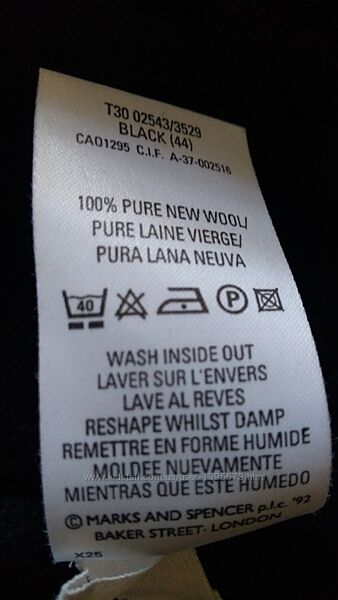 T30 02543/3529
BLACK (44)
CAO1295 C.I.F. A-37-002516
100% PURE NEW WOOL/
PURE LAINE VIERGE/
PURA LANA NEUVA
40 P
WASH INSIDE OUT
LAVER SUR L'ENVERS
LAVE AL REVES
RESHAPE WHILST DAMP
REMETTRE EN FORME HUMIDE
MOLDEE NUEVAMENTE
MIENTRAS QUE ESTE HUMEDO
© MARKS AND SPENCER p.l.c. '92
BAKER STREET- LONDON
X25